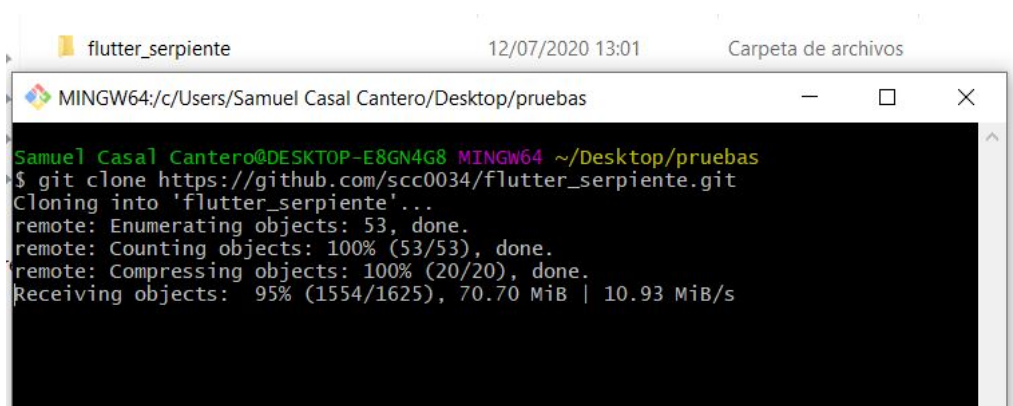 flutter_serpiente 12/07/2020 13:01 Carpeta de archivos
MINGW64:/c/Users/Samuel Casal Cantero/Desktop/pruebas
Samuel Casal Cantero@DESKTOP-E8GN4G8 MINGW64 ~/Desktop/pruebas
$ git clone https://github.com/scc0034/flutter_serpiente.git
Cloning into 'flutter_serpiente'...
remote: Enumerating objects: 53, done.
remote: Counting objects: 100% (53/53), done.
remote: Compressing objects: 100% (20/20), done.
Receiving objects:  95% (1554/1625), 70.70 MiB | 10.93 MiB/s